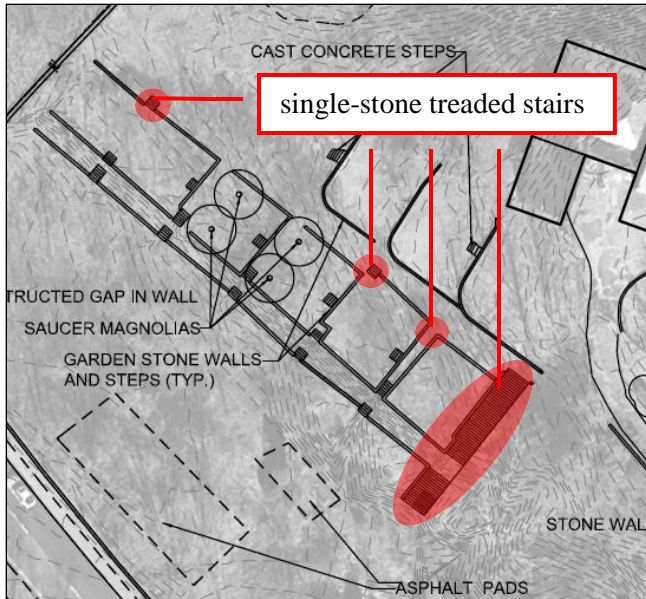 CAST CONCRETE STEPS
single-stone treaded stairs
TRUCTED GAP IN WALL
SAUCER MAGNOLIAS
GARDEN STONE WALLS
AND STEPS (TYP.)
STONE WAL
ASPHALT PADS